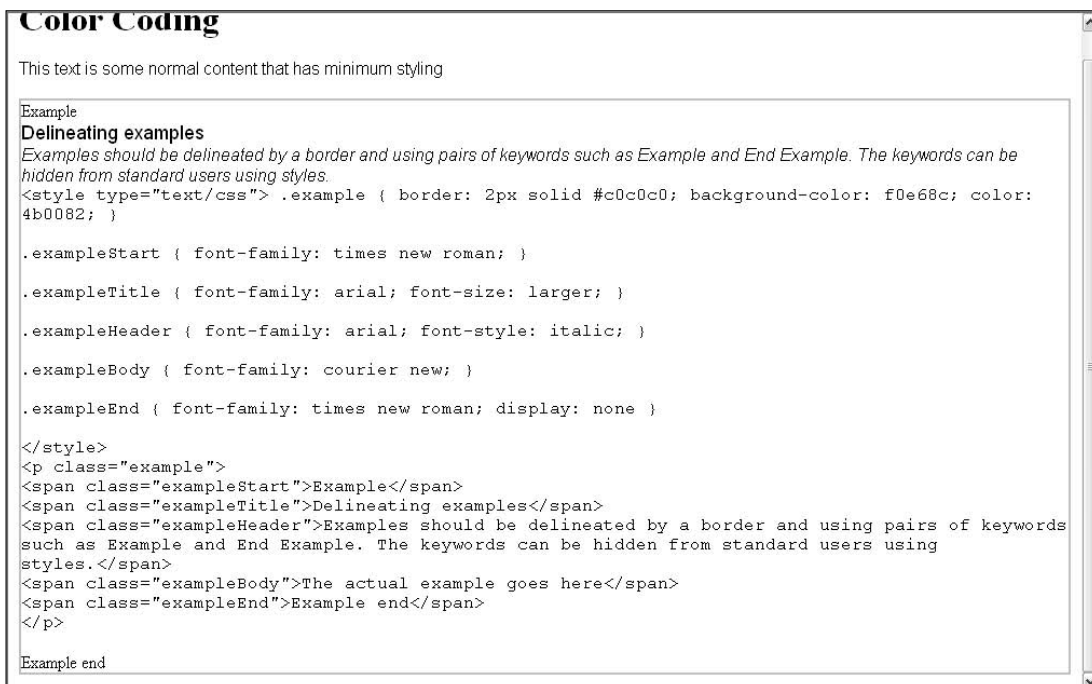 Color Coding
This text is some normal content that has minimum styling
Example
Delineating examples
Examples should be delineated by a border and using pairs of keywords such as Example and End Example. The keywords can be
hidden from standard users using styles.
<style type="text/css"> .example { border: 2px solid #c0c0c0; background-color: f0e68c; color:
4b0082; }
.exampleStart { font-family: times new roman; }
.exampleTitle { font-family: arial; font-size: larger; }
.exampleHeader { font-family: arial; font-style: italic; }
.exampleBody { font-family: courier new; }
.exampleEnd { font-family: times new roman; display: none }
</style>
<p class="example">
<span class="exampleStart">Example</span>
<span class="exampleTitle">Delineating examples</span>
<span class="exampleHeader">Examples should be delineated by a border and using pairs of keywords
such as Example and End Example. The keywords can be hidden from standard users using
styles.</span>
<span class="exampleBody">The actual example goes here</span>
<span class="exampleEnd">Example end</span>
</p>
Example end